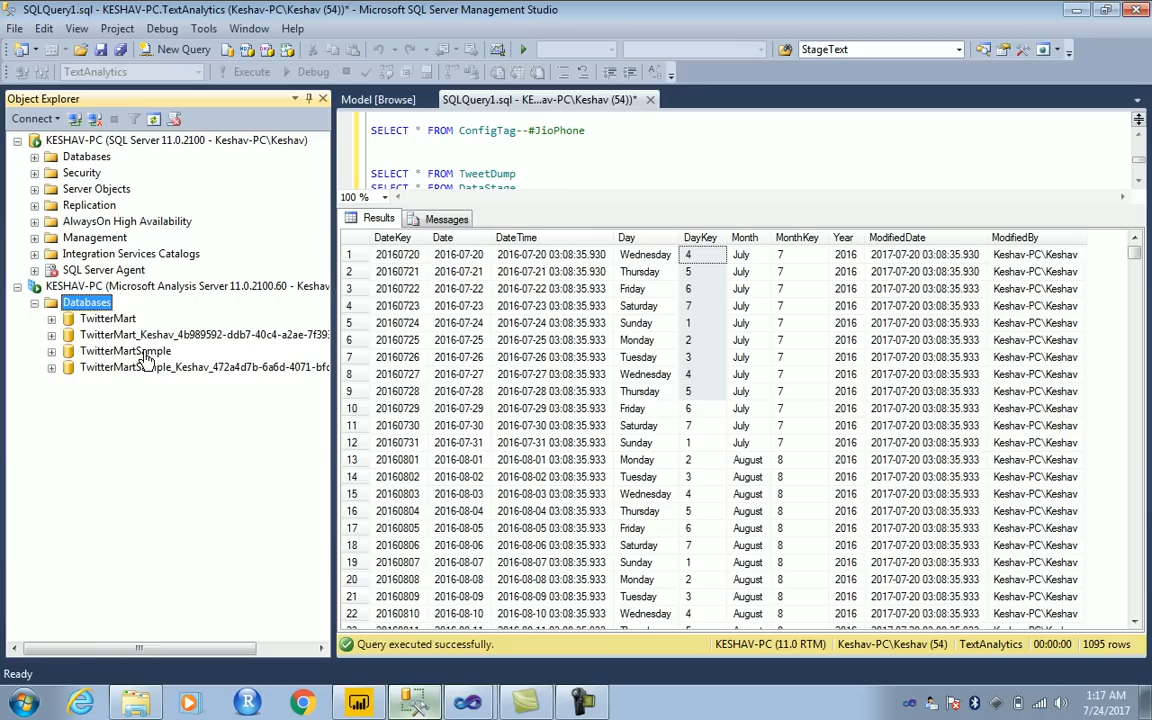 SQLQuery1.sql - KESHAV-PC.TextAnalytics (Keshav-PC\Keshav (54))* - Microsoft SQL Server Management Studio
File Edit View Project Debug Tools Window Help
New Query StageText
TextAnalytics Execute Debug
Object Explorer
Model [Browse] SQLQuery1.sql - KE...av-PC\Keshav (54))*
Connect
KESHAV-PC (SQL Server 11.0.2100 - Keshav-PC\Keshav)
Databases
Security
Server Objects
Replication
AlwaysOn High Availability
Management
Integration Services Catalogs
SQL Server Agent
KESHAV-PC (Microsoft Analysis Server 11.0.2100.60 - Keshav
Databases
TwitterMart
TwitterMart_Keshav_4b989592-ddb7-40c4-a2ae-7f39
TwitterMartSample
TwitterMartSample_Keshav_472a4d7b-6a6d-4071-bfc
SELECT * FROM ConfigTag--#JioPhone
SELECT * FROM TweetDump
SELECT * FROM DataStage
100 %
Results Messages
DateKey Date DateTime Day DayKey Month MonthKey Year ModifiedDate ModifiedBy
1 20160720 2016-07-20 2016-07-20 03:08:35.930 Wednesday 4 July 7 2016 2017-07-20 03:08:35.930 Keshav-PC\Keshav
2 20160721 2016-07-21 2016-07-21 03:08:35.930 Thursday 5 July 7 2016 2017-07-20 03:08:35.930 Keshav-PC\Keshav
3 20160722 2016-07-22 2016-07-22 03:08:35.933 Friday 6 July 7 2016 2017-07-20 03:08:35.933 Keshav-PC\Keshav
4 20160723 2016-07-23 2016-07-23 03:08:35.933 Saturday 7 July 7 2016 2017-07-20 03:08:35.933 Keshav-PC\Keshav
5 20160724 2016-07-24 2016-07-24 03:08:35.933 Sunday 1 July 7 2016 2017-07-20 03:08:35.933 Keshav-PC\Keshav
6 20160725 2016-07-25 2016-07-25 03:08:35.933 Monday 2 July 7 2016 2017-07-20 03:08:35.933 Keshav-PC\Keshav
7 20160726 2016-07-26 2016-07-26 03:08:35.933 Tuesday 3 July 7 2016 2017-07-20 03:08:35.933 Keshav-PC\Keshav
8 20160727 2016-07-27 2016-07-27 03:08:35.933 Wednesday 4 July 7 2016 2017-07-20 03:08:35.933 Keshav-PC\Keshav
9 20160728 2016-07-28 2016-07-28 03:08:35.933 Thursday 5 July 7 2016 2017-07-20 03:08:35.933 Keshav-PC\Keshav
10 20160729 2016-07-29 2016-07-29 03:08:35.933 Friday 6 July 7 2016 2017-07-20 03:08:35.933 Keshav-PC\Keshav
11 20160730 2016-07-30 2016-07-30 03:08:35.933 Saturday 7 July 7 2016 2017-07-20 03:08:35.933 Keshav-PC\Keshav
12 20160731 2016-07-31 2016-07-31 03:08:35.933 Sunday 1 July 7 2016 2017-07-20 03:08:35.933 Keshav-PC\Keshav
13 20160801 2016-08-01 2016-08-01 03:08:35.933 Monday 2 August 8 2016 2017-07-20 03:08:35.933 Keshav-PC\Keshav
14 20160802 2016-08-02 2016-08-02 03:08:35.933 Tuesday 3 August 8 2016 2017-07-20 03:08:35.933 Keshav-PC\Keshav
15 20160803 2016-08-03 2016-08-03 03:08:35.933 Wednesday 4 August 8 2016 2017-07-20 03:08:35.933 Keshav-PC\Keshav
16 20160804 2016-08-04 2016-08-04 03:08:35.933 Thursday 5 August 8 2016 2017-07-20 03:08:35.933 Keshav-PC\Keshav
17 20160805 2016-08-05 2016-08-05 03:08:35.933 Friday 6 August 8 2016 2017-07-20 03:08:35.933 Keshav-PC\Keshav
18 20160806 2016-08-06 2016-08-06 03:08:35.933 Saturday 7 August 8 2016 2017-07-20 03:08:35.933 Keshav-PC\Keshav
19 20160807 2016-08-07 2016-08-07 03:08:35.933 Sunday 1 August 8 2016 2017-07-20 03:08:35.933 Keshav-PC\Keshav
20 20160808 2016-08-08 2016-08-08 03:08:35.933 Monday 2 August 8 2016 2017-07-20 03:08:35.933 Keshav-PC\Keshav
21 20160809 2016-08-09 2016-08-09 03:08:35.933 Tuesday 3 August 8 2016 2017-07-20 03:08:35.933 Keshav-PC\Keshav
22 20160810 2016-08-10 2016-08-10 03:08:35.933 Wednesday 4 August 8 2016 2017-07-20 03:08:35.933 Keshav-PC\Keshav
Query executed successfully. KESHAV-PC (11.0 RTM) Keshav-PC\Keshav (54) TextAnalytics 00:00:00 1095 rows
Ready
1:17 AM
7/24/2017